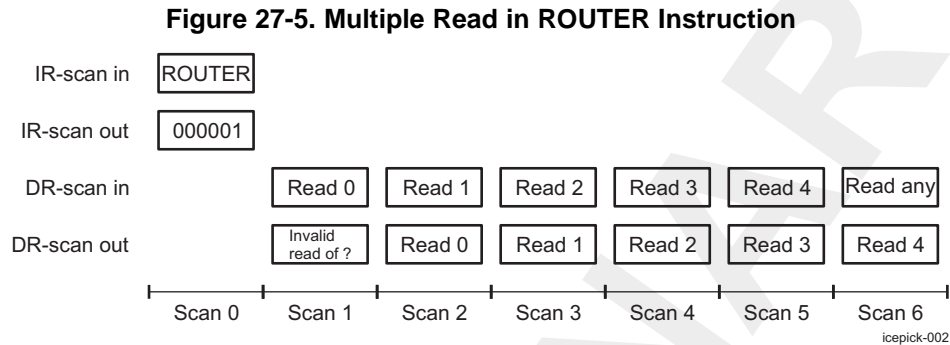 Figure 27-5. Multiple Read in ROUTER Instruction
IR-scan in ROUTER
IR-scan out 000001
DR-scan in Read 0 Read 1 Read 2 Read 3 Read 4 Read any
DR-scan out Invalid read of ? Read 0 Read 1 Read 2 Read 3 Read 4
Scan 0 Scan 1 Scan 2 Scan 3 Scan 4 Scan 5 Scan 6
icepick-002